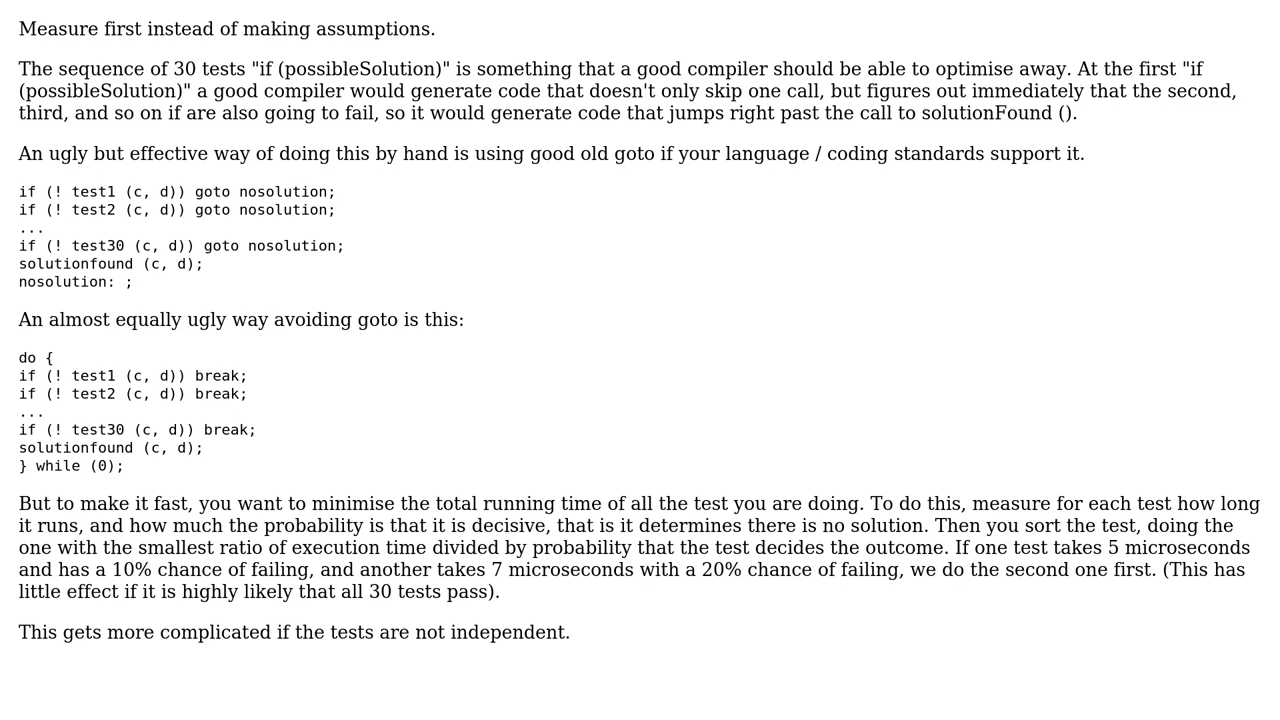 Measure first instead of making assumptions.
The sequence of 30 tests "if (possibleSolution)" is something that a good compiler should be able to optimise away. At the first "if
(possibleSolution)" a good compiler would generate code that doesn't only skip one call, but figures out immediately that the second,
third, and so on if are also going to fail, so it would generate code that jumps right past the call to solutionFound ().
An ugly but effective way of doing this by hand is using good old goto if your language / coding standards support it.
if (! test1 (c, d)) goto nosolution;
if (! test2 (c, d)) goto nosolution;
...
if (! test30 (c, d)) goto nosolution;
solutionfound (c, d);
nosolution: ;
An almost equally ugly way avoiding goto is this:
do {
if (! test1 (c, d)) break;
if (! test2 (c, d)) break;
...
if (! test30 (c, d)) break;
solutionfound (c, d);
} while (0);
But to make it fast, you want to minimise the total running time of all the test you are doing. To do this, measure for each test how long
it runs, and how much the probability is that it is decisive, that is it determines there is no solution. Then you sort the test, doing the
one with the smallest ratio of execution time divided by probability that the test decides the outcome. If one test takes 5 microseconds
and has a 10% chance of failing, and another takes 7 microseconds with a 20% chance of failing, we do the second one first. (This has
little effect if it is highly likely that all 30 tests pass).
This gets more complicated if the tests are not independent.